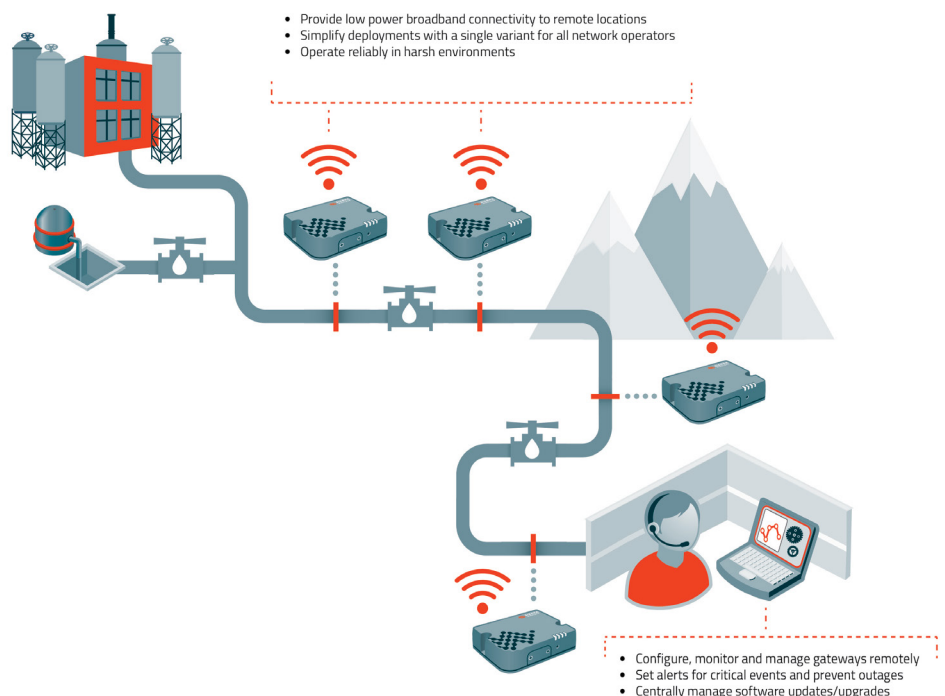 • Provide low power broadband connectivity to remote locations
• Simplify deployments with a single variant for all network operators
• Operate reliably in harsh environments
• Configure, monitor and manage gateways remotely
• Set alerts for critical events and prevent outages
• Centrally manage software updates/upgrades